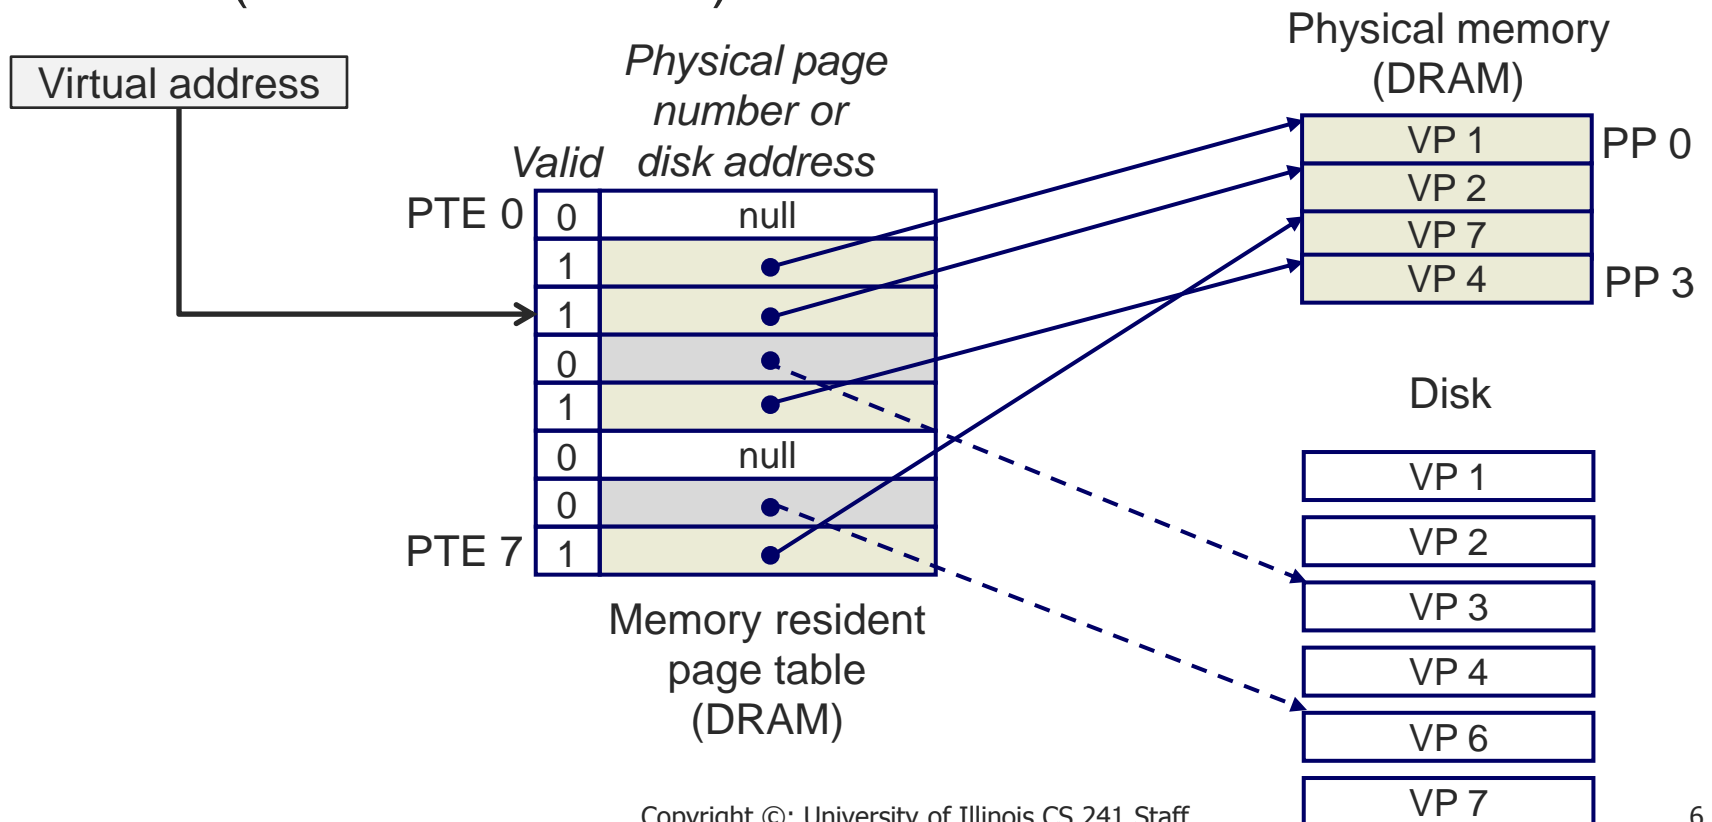 Virtual address
Physical page
number or
disk address
Valid
PTE 0
0
null
1
1
0
1
0
null
0
PTE 7
1
Memory resident
page table
(DRAM)
Physical memory
(DRAM)
VP 1
PP 0
VP 2
VP 7
VP 4
PP 3
Disk
VP 1
VP 2
VP 3
VP 4
VP 6
VP 7
Copyright ©: University of Illinois CS 241 Staff
6